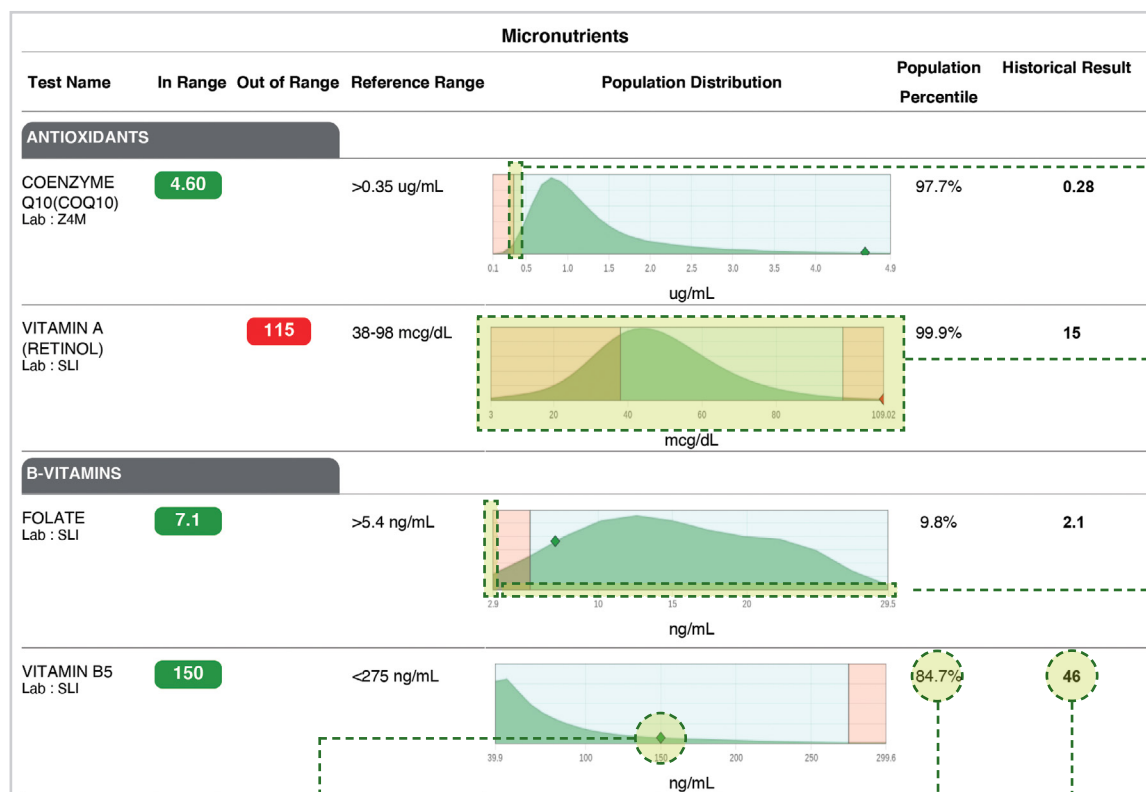 Micronutrients
Test Name In Range Out of Range Reference Range Population Distribution Population Percentile Historical Result
ANTIOXIDANTS
COENZYME Q10(COQ10)
Lab : Z4M
4.60
>0.35 ug/mL
0.1 0.5 1.0 1.5 2.0 2.5 3.0 3.5 4.0 4.9
ug/mL
97.7%
0.28
VITAMIN A (RETINOL)
Lab : SLI
115
38-98 mcg/dL
3 20 40 60 80 109.02
mcg/dL
99.9%
15
B-VITAMINS
FOLATE
Lab : SLI
7.1
>5.4 ng/mL
2.9 10 15 20 29.5
ng/mL
9.8%
2.1
VITAMIN B5
Lab : SLI
150
<275 ng/mL
39.9 100 150 200 250 299.6
ng/mL
84.7%
46